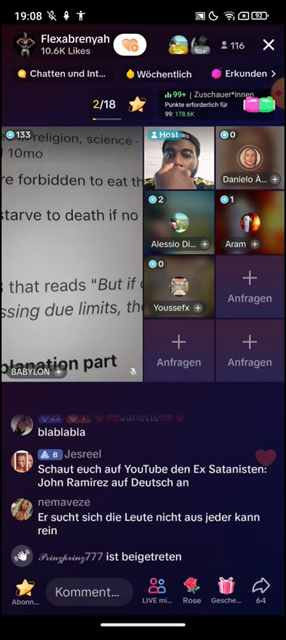 19:08
92
Flexabrenyah
10.6K Likes
116
Chatten und Int...
Wöchentlich
Erkunden >
2/18
99+ | Zuschauer*innen
Punkte erforderlich für
99: 178.6K
133
religion, science -
10mo
re forbidden to eat th
starve to death if no
s that reads "But if
ssing due limits, the
planation part
BABYLON +
Host
0
Danielo À... +
2
Alessio Di... +
1
Aram +
0
Youssefx +
Anfragen
Anfragen
Anfragen
blablabla
8 Jesreel
Schaut euch auf YouTube den Ex Satanisten:
John Ramirez auf Deutsch an
nemaveze
Er sucht sich die Leute nicht aus jeder kann
rein
𝒫𝓇𝒾𝓃𝓏𝓅𝓇𝒾𝓃𝓏777 ist beigetreten
Abonn...
Komment...
LIVE mi...
Rose
Gesche...
64